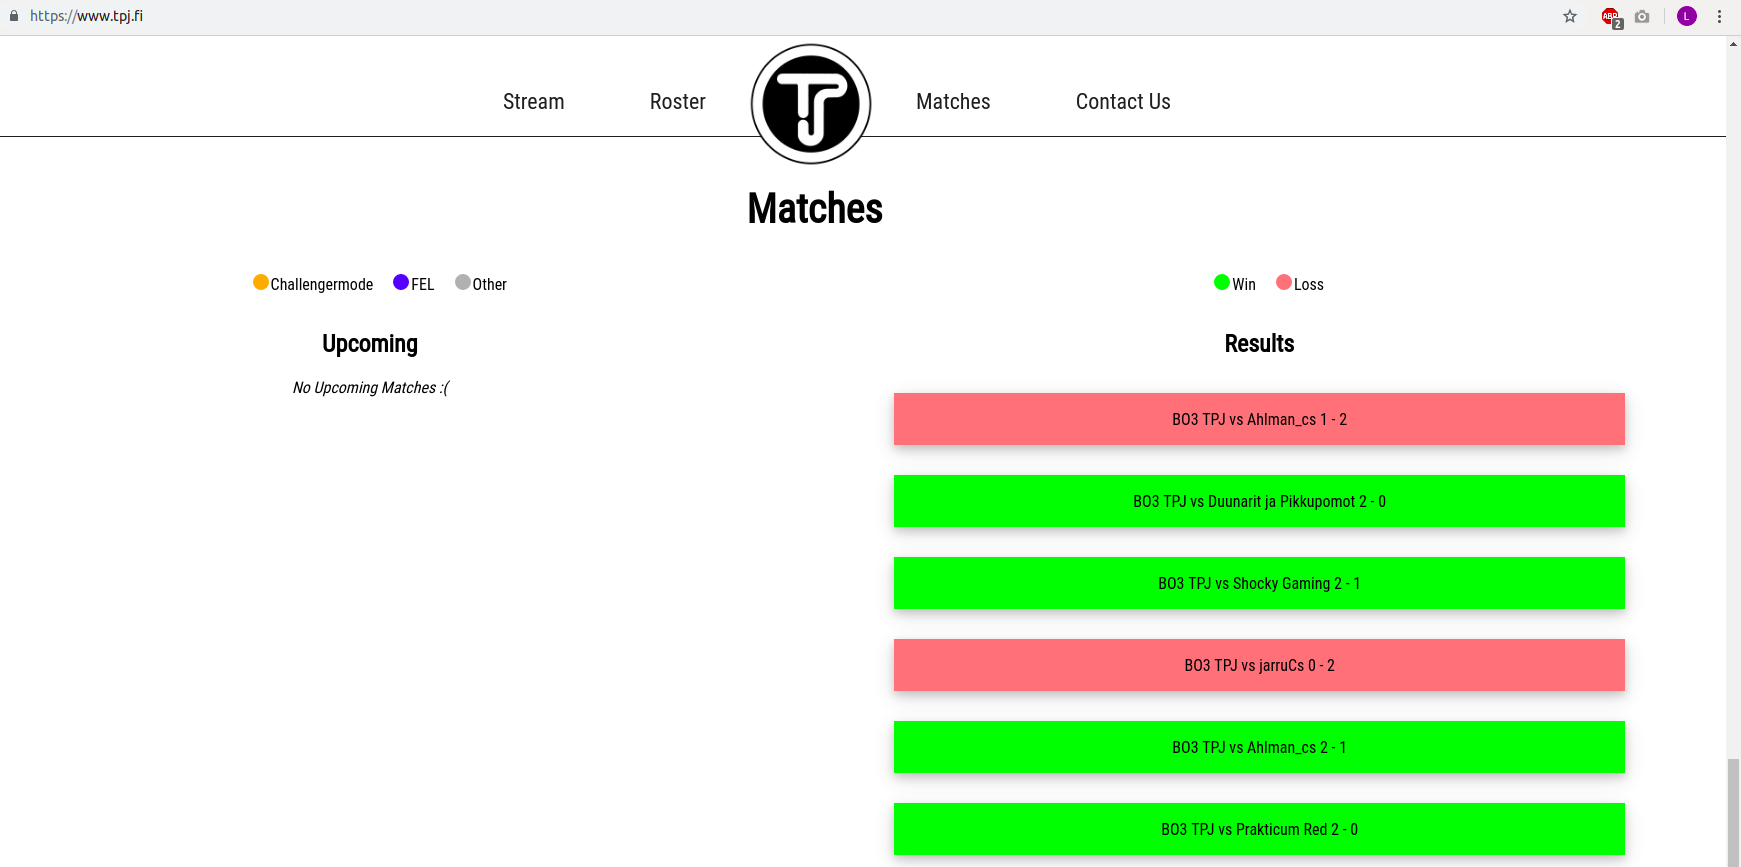 https://www.tpj.fi
ABP
2
L
Stream Roster TPJ Matches Contact Us
Matches
Challengermode FEL Other
Upcoming
No Upcoming Matches :(
Win Loss
Results
BO3 TPJ vs Ahlman_cs 1 - 2
BO3 TPJ vs Duunarit ja Pikkupomot 2 - 0
BO3 TPJ vs Shocky Gaming 2 - 1
BO3 TPJ vs jarruCs 0 - 2
BO3 TPJ vs Ahlman_cs 2 - 1
BO3 TPJ vs Prakticum Red 2 - 0